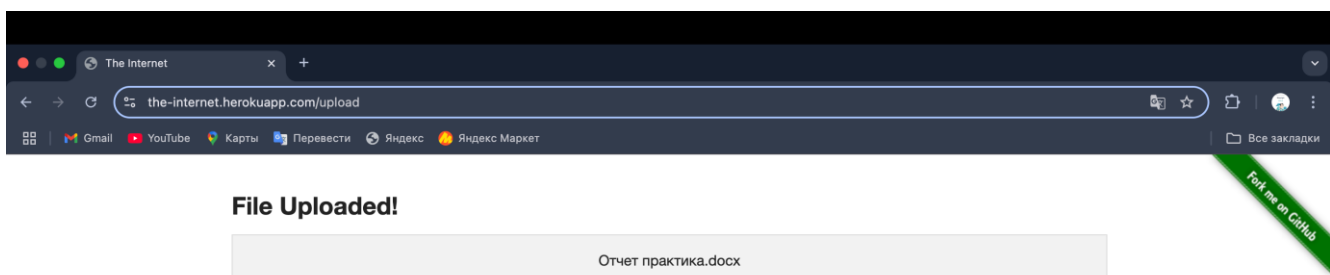 The Internet
the-internet.herokuapp.com/upload
Gmail YouTube Карты Перевести Яндекс Яндекс Маркет Все закладки
Fork me on GitHub
File Uploaded!
Отчет практика.docx